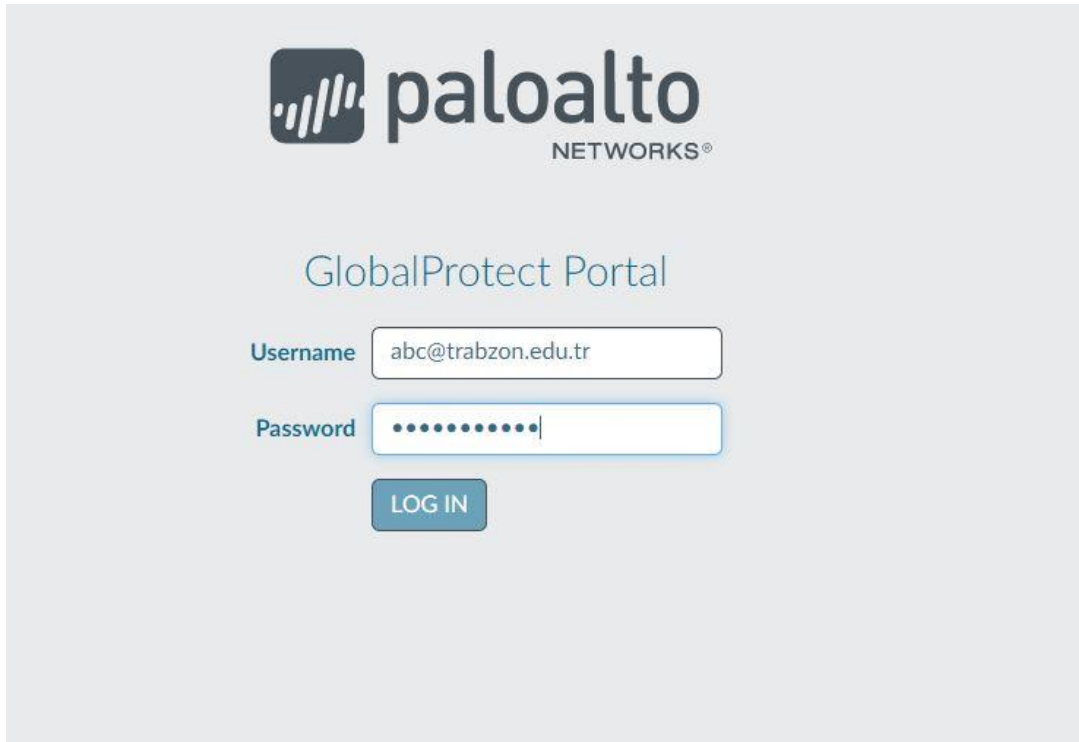 paloalto
NETWORKS®
GlobalProtect Portal
Username abc@trabzon.edu.tr
Password •••••••••••
LOG IN